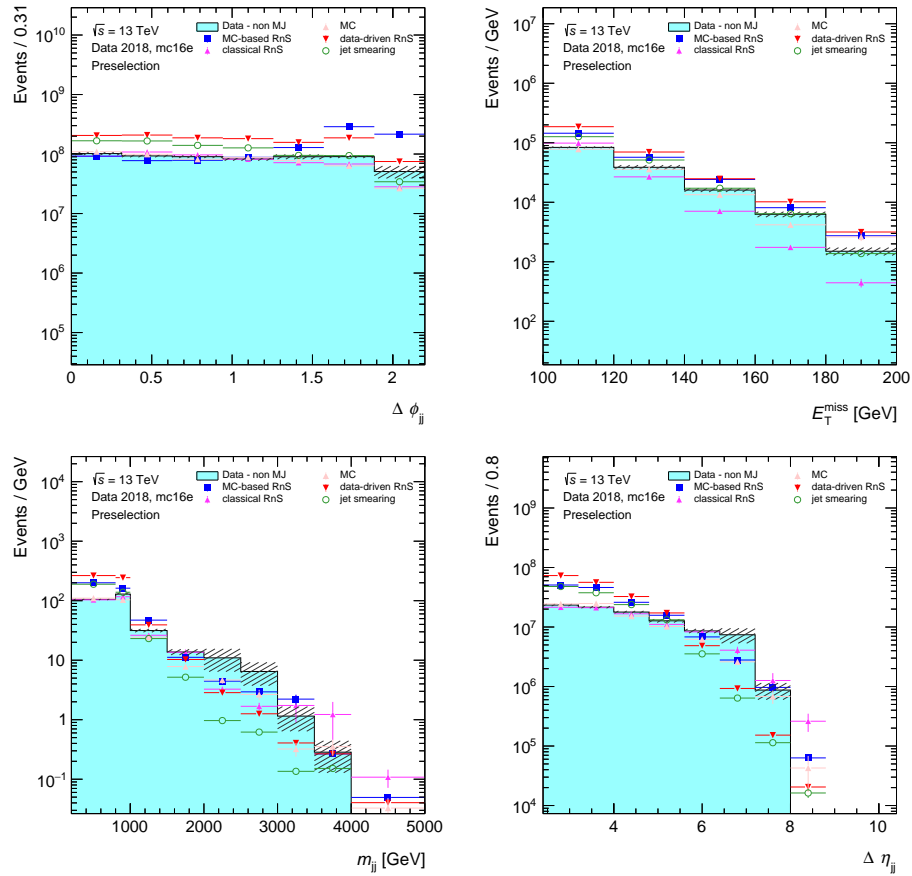 Events / 0.31
10^10
10^9
10^8
10^7
10^6
10^5
10^4
√s = 13 TeV
Data 2018, mc16e
Preselection
Data - non MJ
MC-based RnS
classical RnS
MC
data-driven RnS
jet smearing
0 0.5 1 1.5 2
Δ ϕ_jj
Events / GeV
10^7
10^6
10^5
10^4
10^3
10^2
√s = 13 TeV
Data 2018, mc16e
Preselection
Data - non MJ
MC-based RnS
classical RnS
MC
data-driven RnS
jet smearing
100 120 140 160 180 200
E_T^miss [GeV]
Events / GeV
10^4
10^3
10^2
10
1
10^−1
√s = 13 TeV
Data 2018, mc16e
Preselection
Data - non MJ
MC-based RnS
classical RnS
MC
data-driven RnS
jet smearing
1000 2000 3000 4000 5000
m_jj [GeV]
Events / 0.8
10^9
10^8
10^7
10^6
10^5
10^4
√s = 13 TeV
Data 2018, mc16e
Preselection
Data - non MJ
MC-based RnS
classical RnS
MC
data-driven RnS
jet smearing
4 6 8 10
Δ η_jj